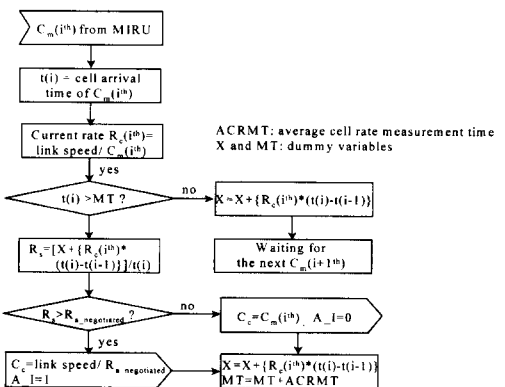 C_m(i^th) from MIRU
t(i) = cell arrival
time of C_m(i^th)
Current rate R_c(i^th)=
link speed/ C_m(i^th)
ACRMT: average cell rate measurement time
X and MT: dummy variables
yes
t(i) >MT ?
no
X=X+{R_c(i^th)*(t(i)-t(i-1)}
R_s=[X+{R_c(i^th)*
(t(i)-t(i-1)}]/t(i)
Waiting for
the next C_m(i+1^th)
R_s>R_s_negotiated ?
no
C_c=C_m(i^th) A_I=0
yes
C_c=link speed/ R_s_negotiated
A_I=1
X=X+{R_c(i^th)*(t(i)-t(i-1)}
MT=MT+ACRMT